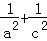 1/a² + 1/c²